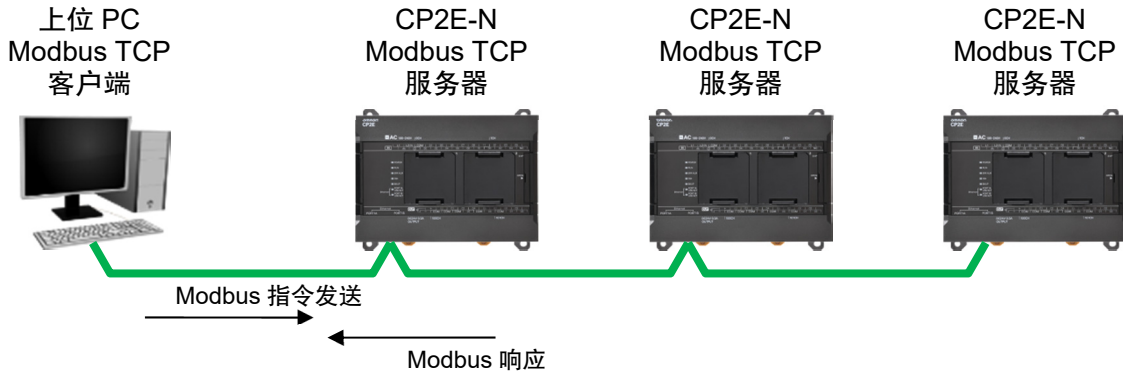 上位 PC
Modbus TCP
客户端
CP2E-N
Modbus TCP
服务器
CP2E-N
Modbus TCP
服务器
CP2E-N
Modbus TCP
服务器
Modbus 指令发送
Modbus 响应